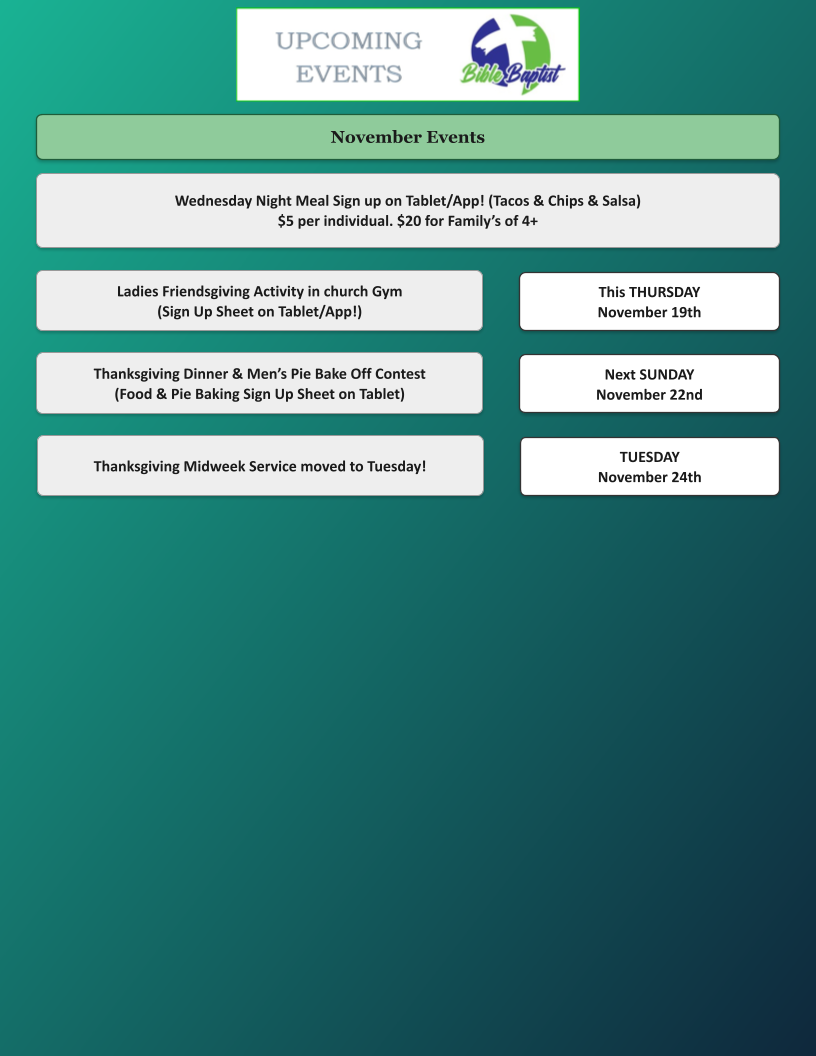 UPCOMING
EVENTS
Bible Baptist
November Events
Wednesday Night Meal Sign up on Tablet/App! (Tacos & Chips & Salsa)
$5 per individual. $20 for Family’s of 4+
Ladies Friendsgiving Activity in church Gym
(Sign Up Sheet on Tablet/App!)
This THURSDAY
November 19th
Thanksgiving Dinner & Men’s Pie Bake Off Contest
(Food & Pie Baking Sign Up Sheet on Tablet)
Next SUNDAY
November 22nd
Thanksgiving Midweek Service moved to Tuesday!
TUESDAY
November 24th